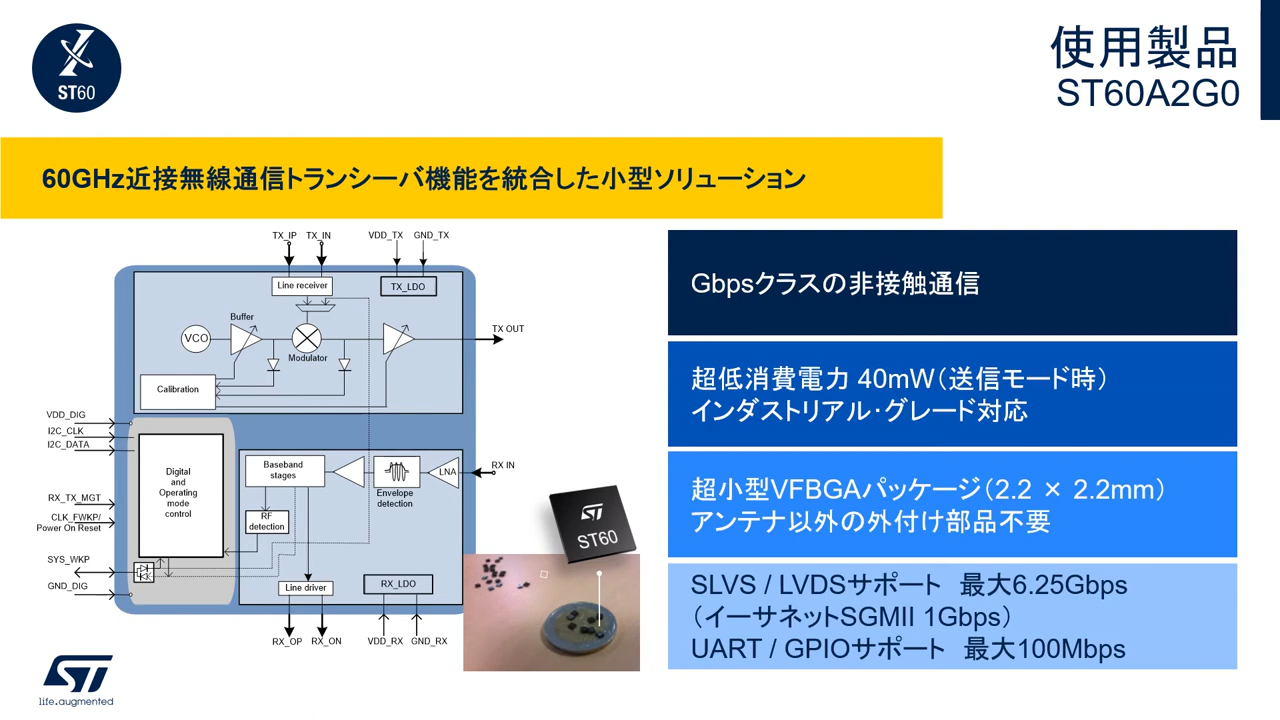 ST60
使用製品
ST60A2G0
60GHz近接無線通信トランシーバ機能を統合した小型ソリューション
TX_IP TX_IN VDD_TX GND_TX
Line receiver
TX_LDO
Buffer
VCO
Modulator
TX OUT
Calibration
VDD_DIG
I2C_CLK
I2C_DATA
RX_TX_MGT
CLK_FWKP/
Power On Reset
SYS_WKP
GND_DIG
Digital
and
Operating
mode
control
Baseband
stages
Envelope
detection
LNA
RX IN
RF
detection
Line driver
RX_LDO
RX_OP RX_ON VDD_RX GND_RX
ST
ST60
Gbpsクラスの非接触通信
超低消費電力 40mW（送信モード時）
インダストリアル･グレード対応
超小型VFBGAパッケージ（2.2 × 2.2mm）
アンテナ以外の外付け部品不要
SLVS / LVDSサポート　最大6.25Gbps
（イーサネットSGMII 1Gbps）
UART / GPIOサポート　最大100Mbps
ST
life.augmented